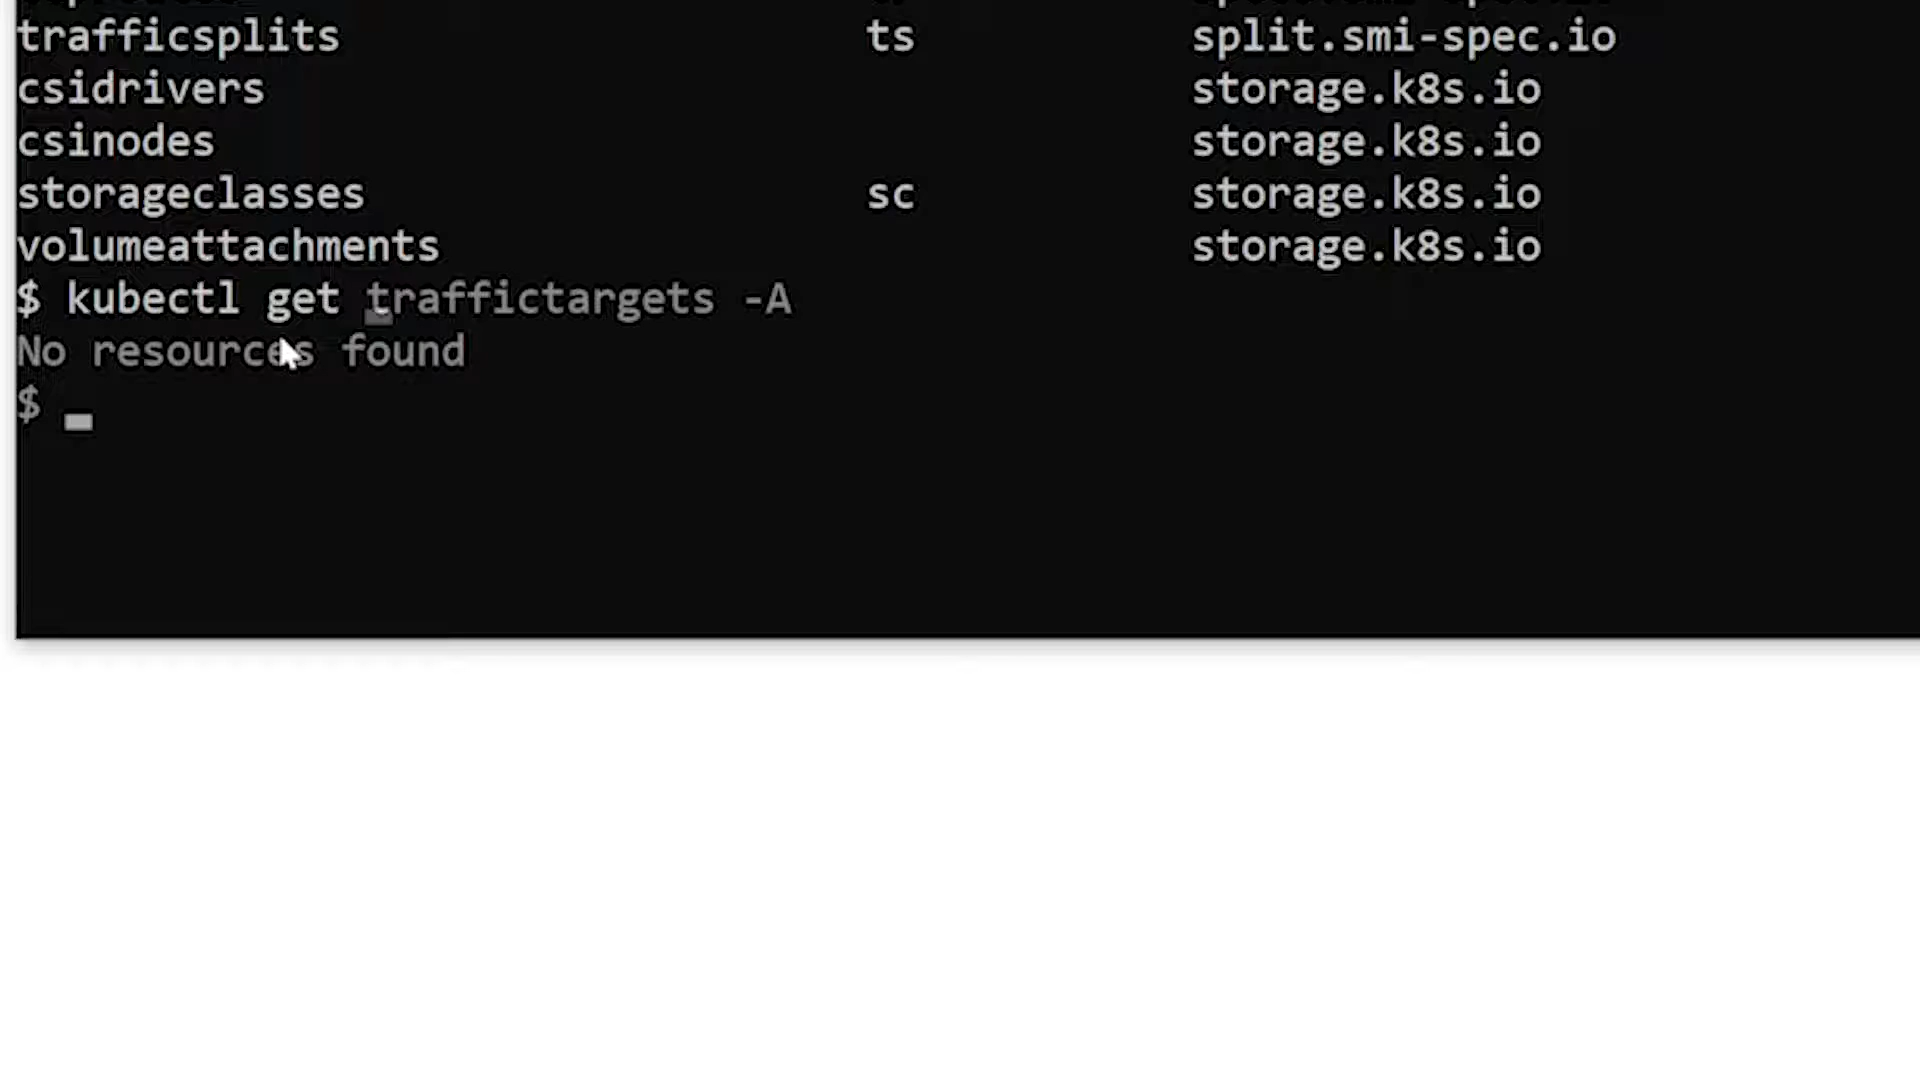 trafficsplits ts split.smi-spec.io
csidrivers storage.k8s.io
csinodes storage.k8s.io
storageclasses sc storage.k8s.io
volumeattachments storage.k8s.io
$ kubectl get traffictargets -A
No resources found
$